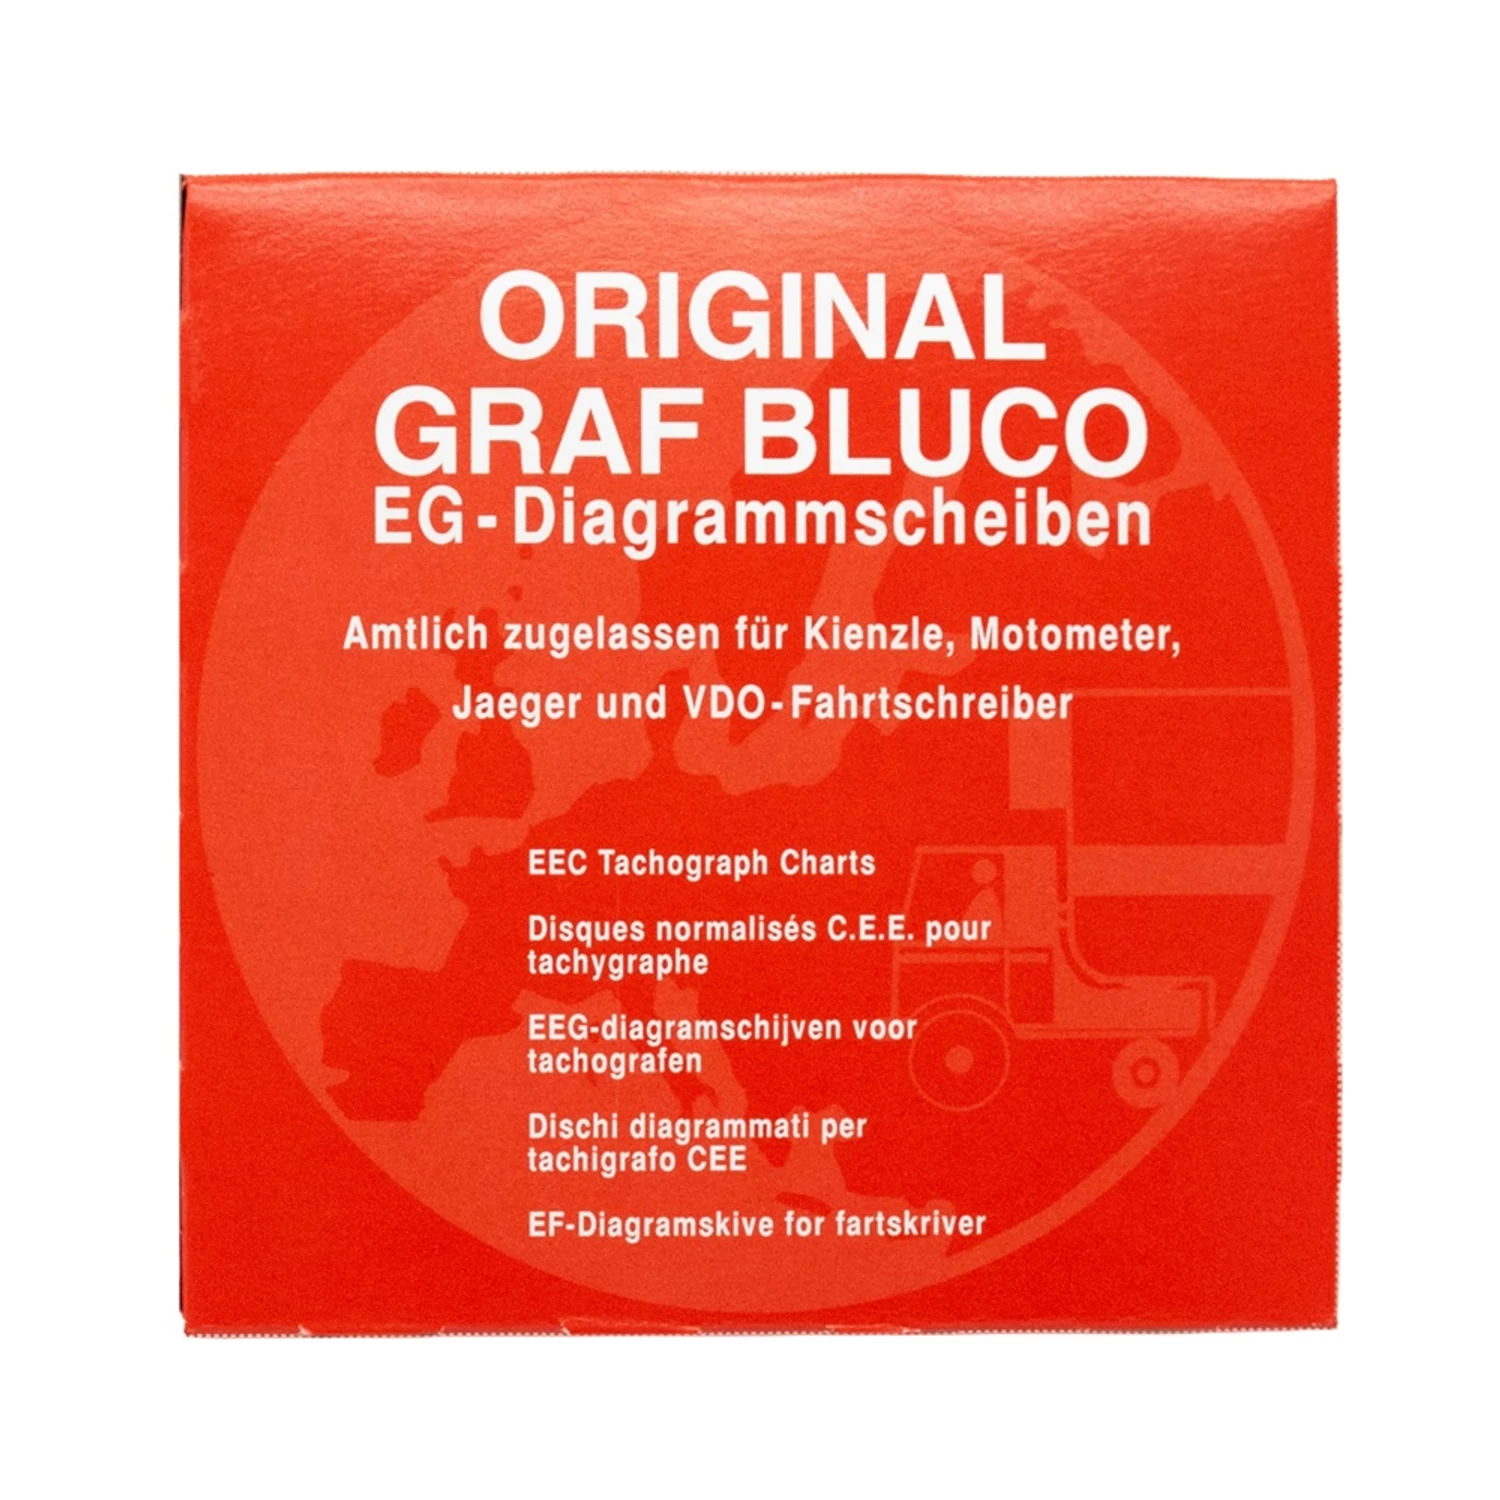 ORIGINAL
GRAF BLUCO
EG-Diagrammscheiben
Amtlich zugelassen für Kienzle, Motometer,
Jaeger und VDO-Fahrtschreiber
EEC Tachograph Charts
Disques normalisés C.E.E. pour
tachygraphe
EEG-diagramschijven voor
tachografen
Dischi diagrammati per
tachigrafo CEE
EF-Diagramskive for fartskriver